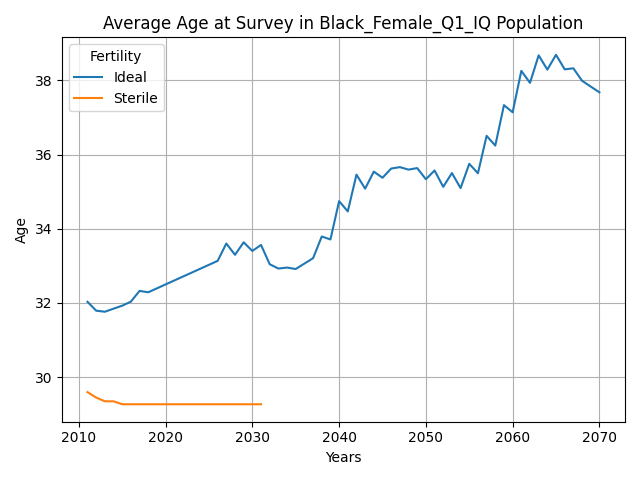 Average Age at Survey in Black_Female_Q1_IQ Population
Fertility
Ideal
Sterile
Age
38
36
34
32
30
2010 2020 2030 2040 2050 2060 2070
Years